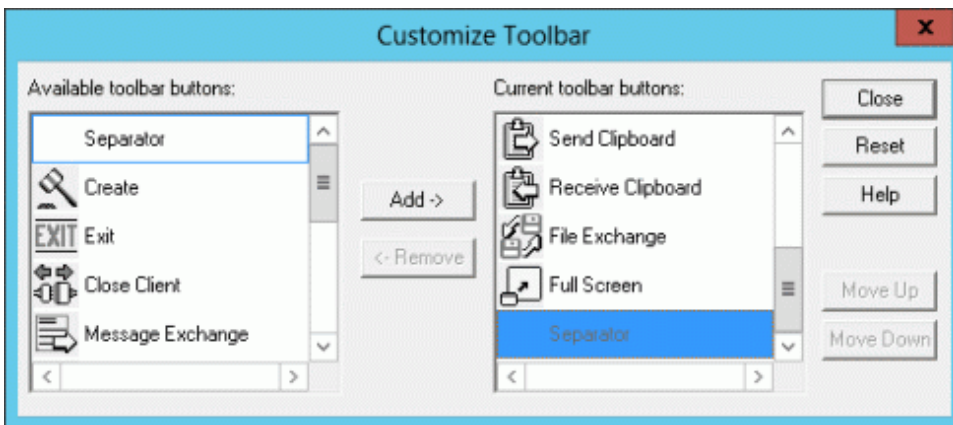 Customize Toolbar
x
Available toolbar buttons:
Separator
Create
EXIT Exit
Close Client
Message Exchange
Add ->
<- Remove
Current toolbar buttons:
Send Clipboard
Receive Clipboard
File Exchange
Full Screen
Separator
Close
Reset
Help
Move Up
Move Down